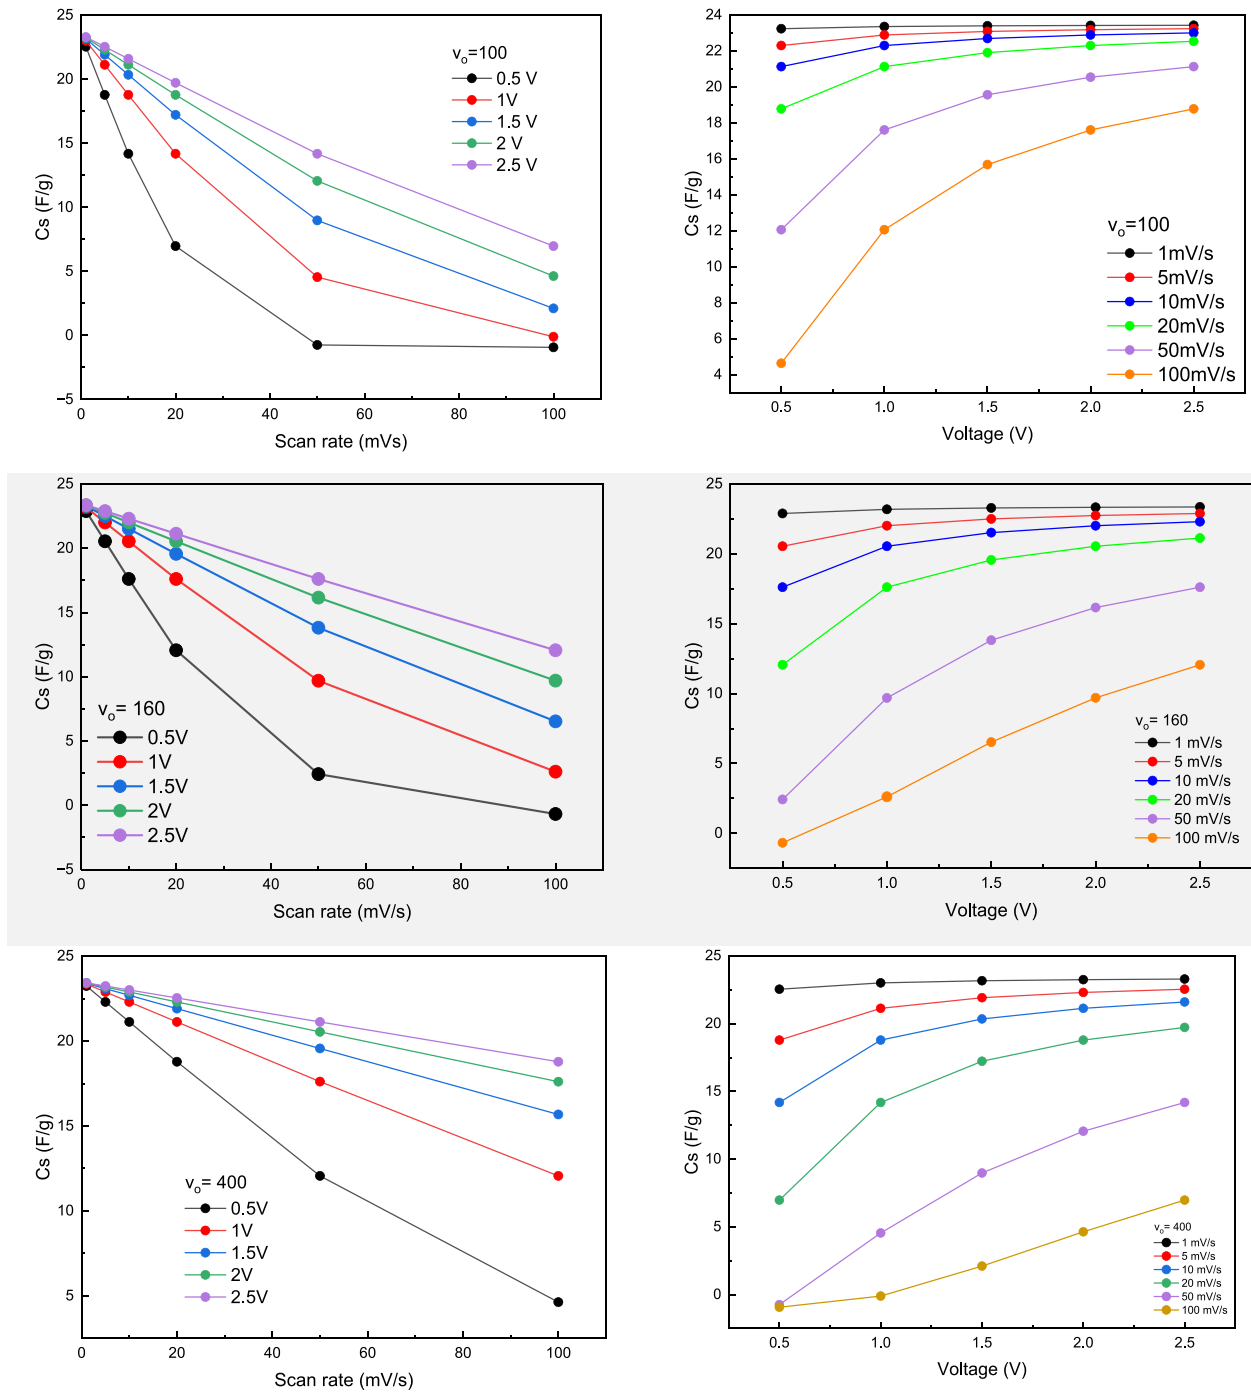 25
20
15
10
5
0
−5
0
20
40
60
80
100
Cs (F/g)
Scan rate (mVs)
vo=100
0.5 V
1V
1.5 V
2 V
2.5 V
24
22
20
18
16
14
12
10
8
6
4
0.5
1.0
1.5
2.0
2.5
Cs (F/g)
Voltage (V)
vo=100
1mV/s
5mV/s
10mV/s
20mV/s
50mV/s
100mV/s
25
20
15
10
5
0
−5
0
20
40
60
80
100
Cs (F/g)
Scan rate (mV/s)
vo= 160
0.5V
1V
1.5V
2V
2.5V
25
20
15
10
5
0
0.5
1.0
1.5
2.0
2.5
Cs (F/g)
Voltage (V)
vo= 160
1 mV/s
5 mV/s
10 mV/s
20 mV/s
50 mV/s
100 mV/s
25
20
15
10
5
0
20
40
60
80
100
Cs (F/g)
Scan rate (mV/s)
vo= 400
0.5V
1V
1.5V
2V
2.5V
25
20
15
10
5
0
0.5
1.0
1.5
2.0
2.5
Cs (F/g)
Voltage (V)
vo= 400
1 mV/s
5 mV/s
10 mV/s
20 mV/s
50 mV/s
100 mV/s